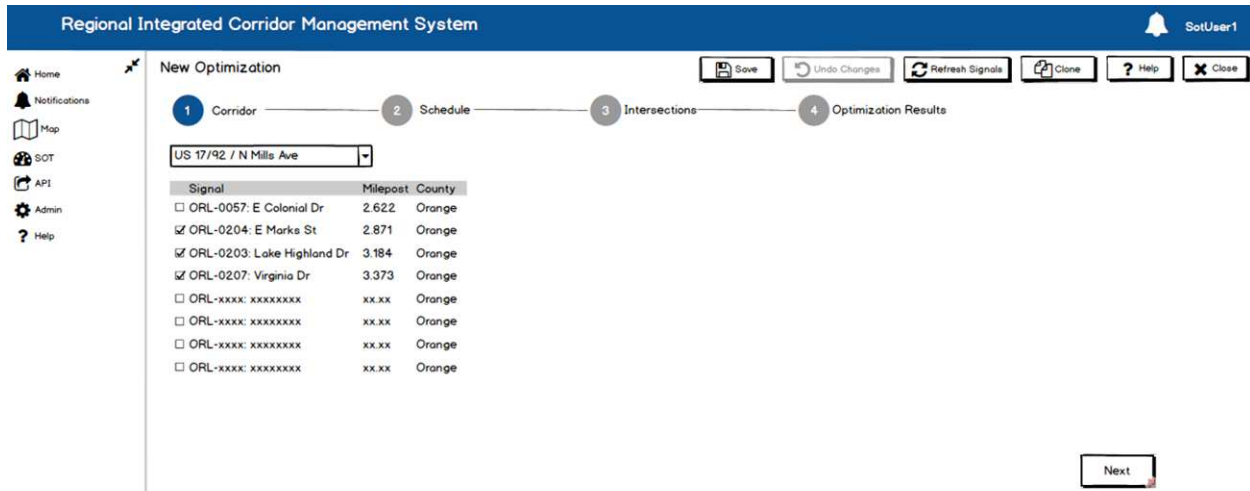 Regional Integrated Corridor Management System
SotUser1
Home
Notifications
Map
SOT
API
Admin
Help
New Optimization
Save
Undo Changes
Refresh Signals
Clone
? Help
Close
1 Corridor 2 Schedule 3 Intersections 4 Optimization Results
US 17/92 / N Mills Ave
Signal Milepost County
ORL-0057: E Colonial Dr 2.622 Orange
ORL-0204: E Marks St 2.871 Orange
ORL-0203: Lake Highland Dr 3.184 Orange
ORL-0207: Virginia Dr 3.373 Orange
ORL-xxxx: xxxxxxxx xx.xx Orange
ORL-xxxx: xxxxxxxx xx.xx Orange
ORL-xxxx: xxxxxxxx xx.xx Orange
ORL-xxxx: xxxxxxxx xx.xx Orange
Next